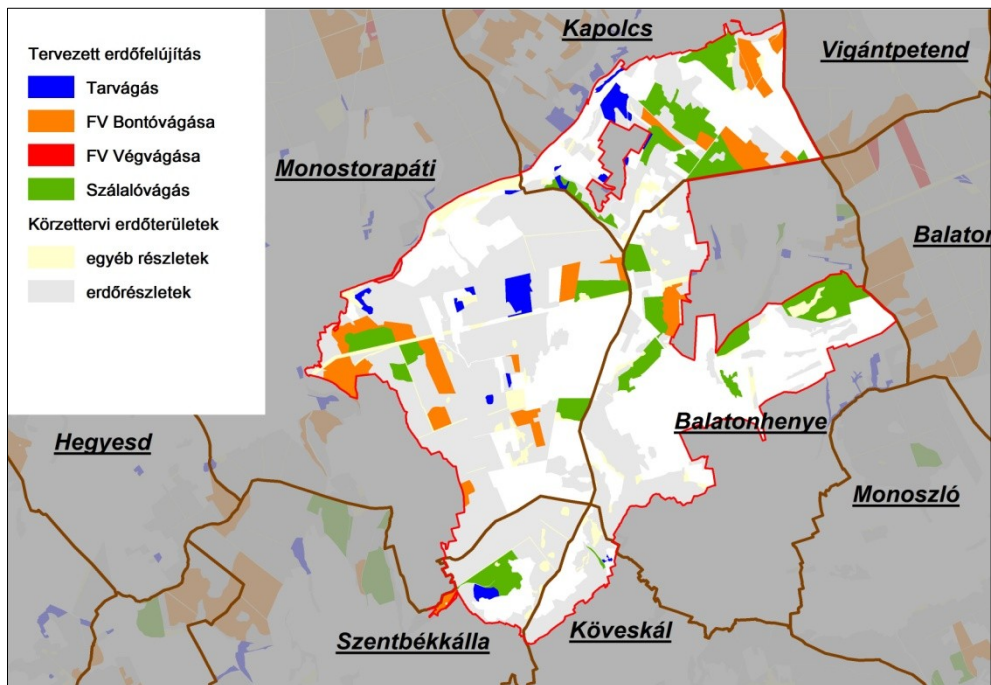 Tervezett erdőfelújítás
Tarvágás
FV Bontóvágása
FV Végvágása
Szálalóvágás
Körzettervi erdőterületek
egyéb részletek
erdőrészletek
Kapolcs
Vigántpetend
Monostorapáti
Balaton
Balatonhenye
Hegyesd
Monoszló
Szentbékkálla
Köveskál